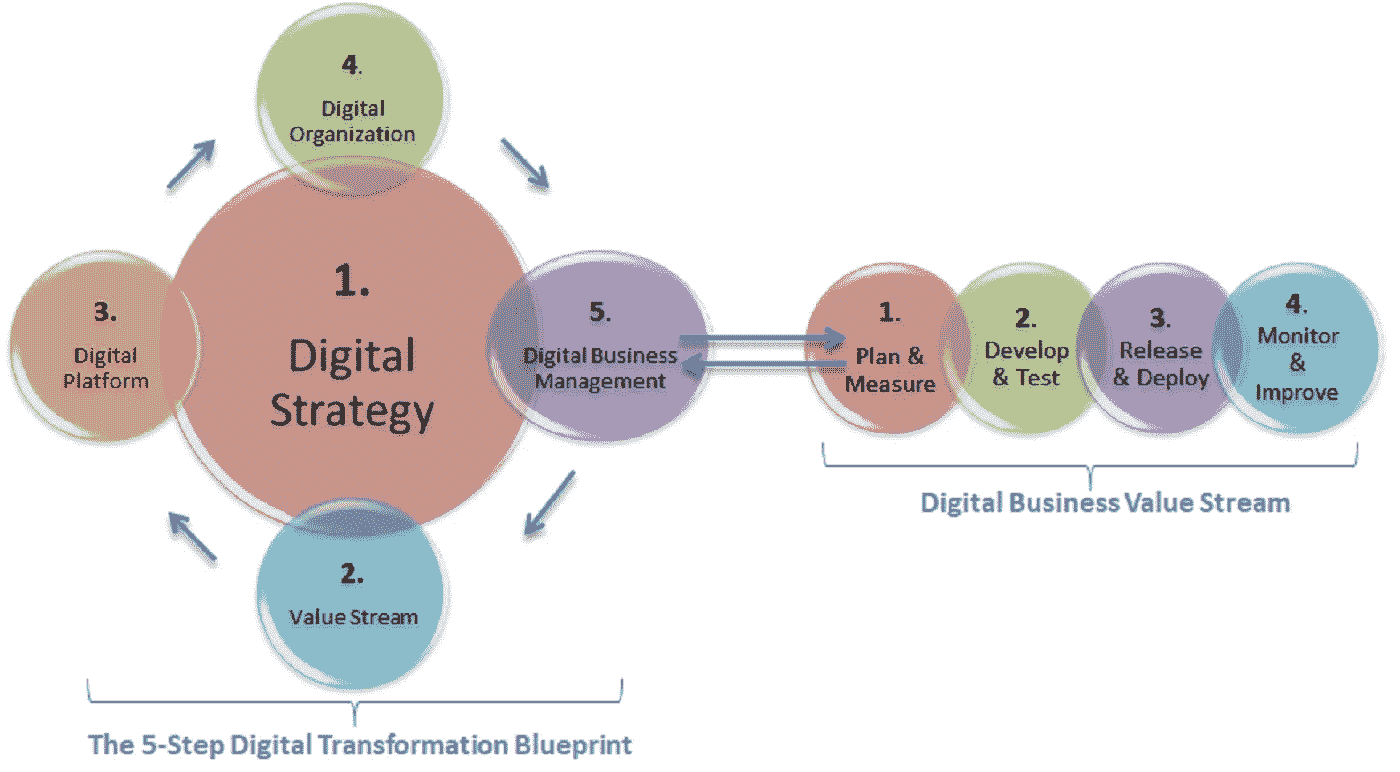 4.
Digital
Organization
1.
Digital
Strategy
3.
Digital
Platform
5.
Digital Business
Management
2.
Value Stream
The 5-Step Digital Transformation Blueprint
1.
Plan &
Measure
2.
Develop
& Test
3.
Release
& Deploy
4.
Monitor
&
Improve
Digital Business Value Stream